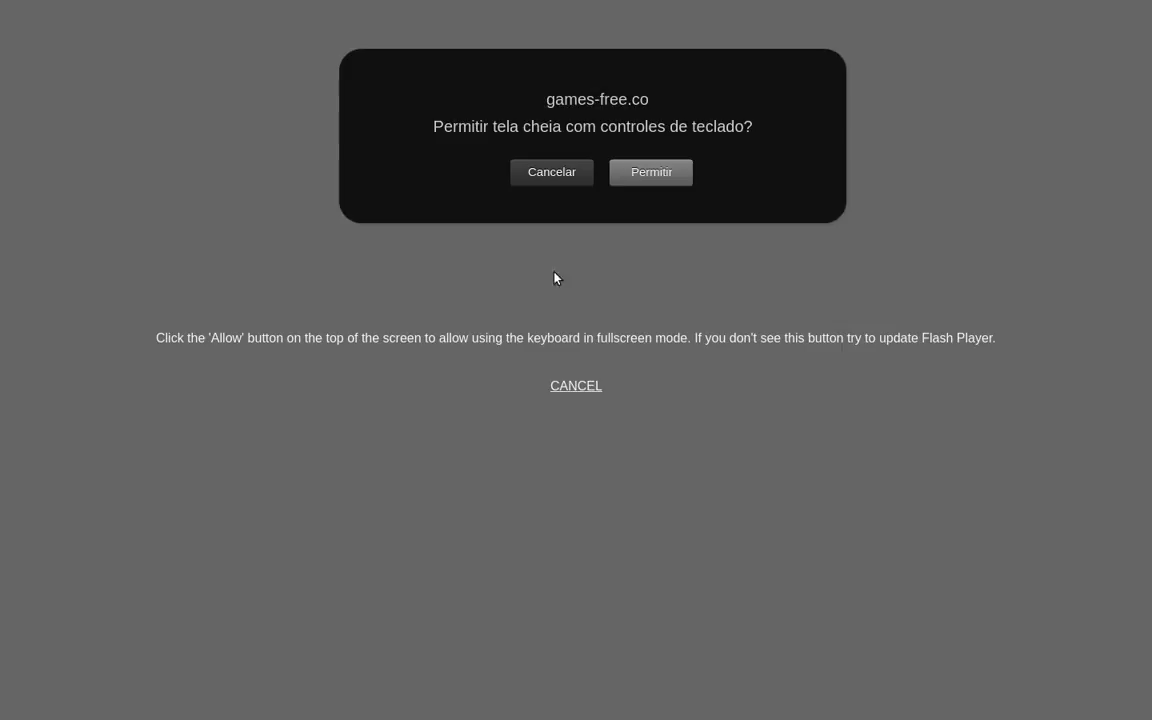 games-free.co
Permitir tela cheia com controles de teclado?
Cancelar Permitir
Click the 'Allow' button on the top of the screen to allow using the keyboard in fullscreen mode. If you don't see this button try to update Flash Player.
CANCEL